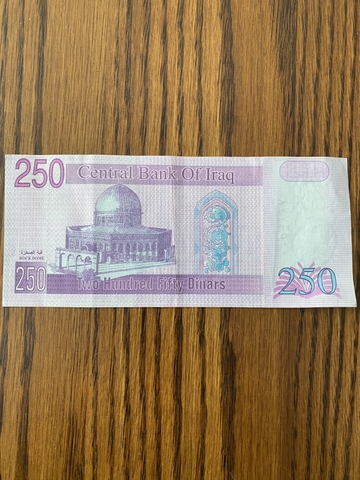 250 Central Bank Of Iraq
قبة الصخرة
ROCK DOME
250 Two Hundred Fifty Dinars 250